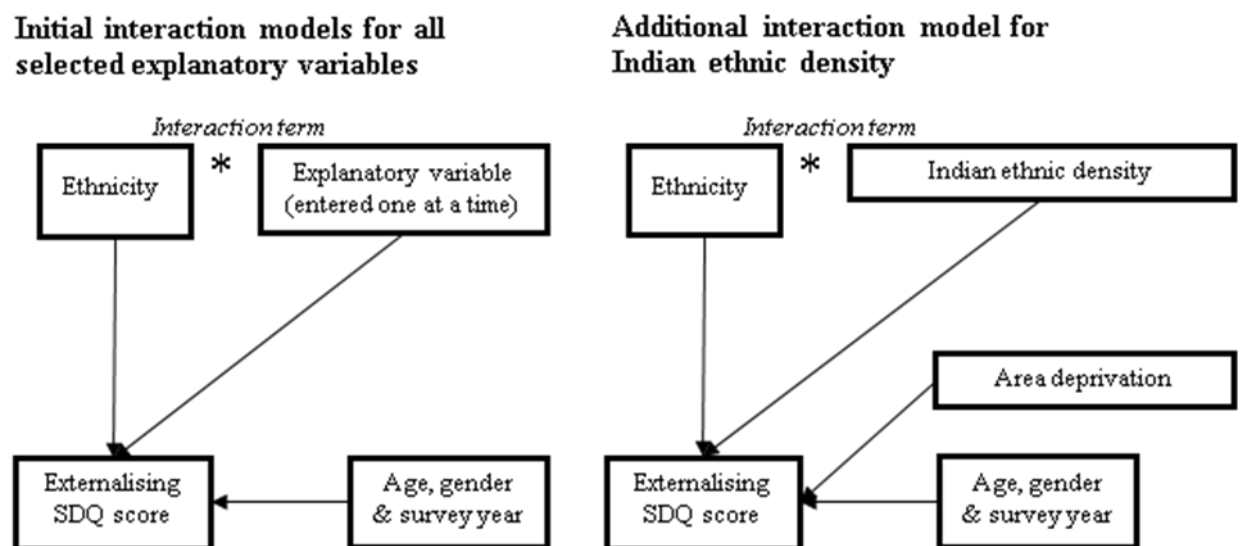 Initial interaction models for all
selected explanatory variables
Interaction term
Ethnicity
*
Explanatory variable
(entered one at a time)
Externalising
SDQ score
Age, gender
& survey year
Additional interaction model for
Indian ethnic density
Interaction term
Ethnicity
*
Indian ethnic density
Area deprivation
Externalising
SDQ score
Age, gender
& survey year